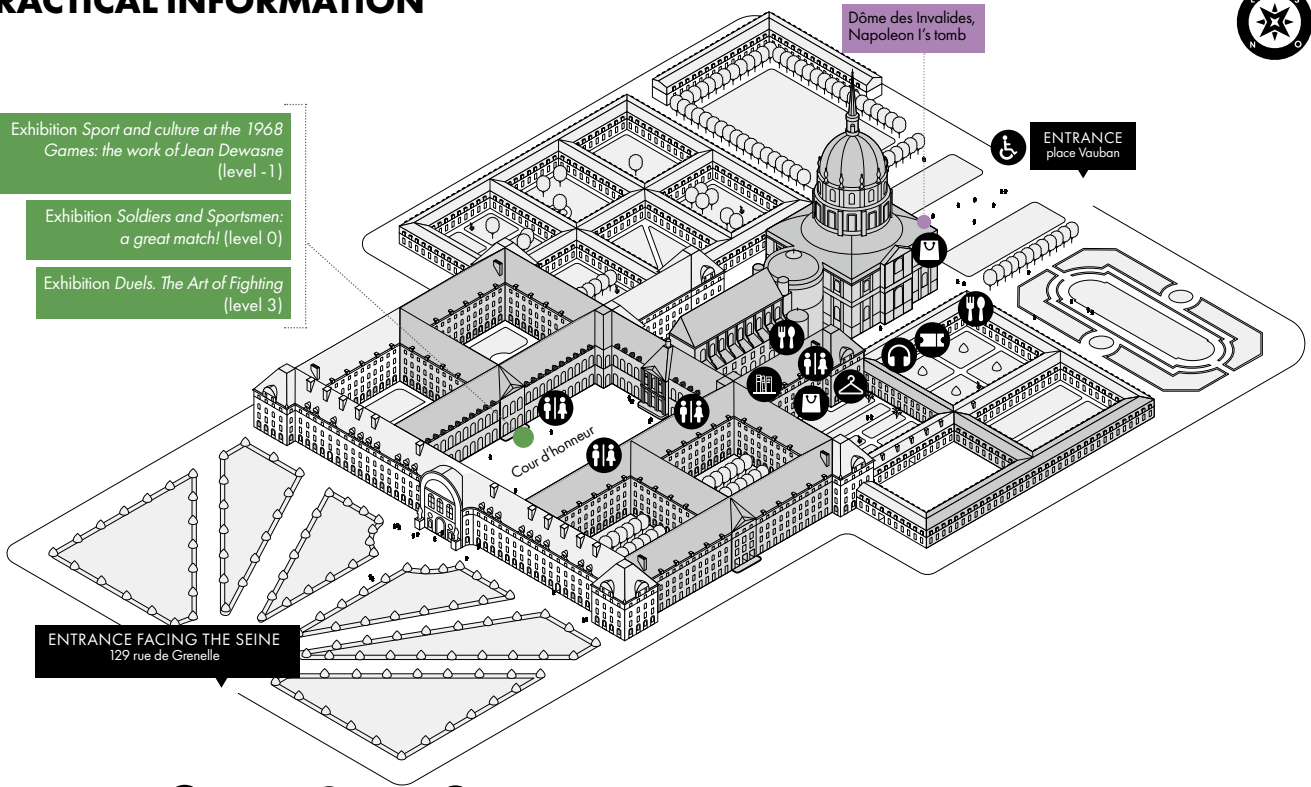 RACTICAL INFORMATION
Dôme des Invalides,
Napoleon I's tomb
E
S
N
O
Exhibition Sport and culture at the 1968
Games: the work of Jean Dewasne
(level -1)
ENTRANCE
place Vauban
Exhibition Soldiers and Sportsmen:
a great match! (level 0)
Exhibition Duels. The Art of Fighting
(level 3)
Cour d'honneur
ENTRANCE FACING THE SEINE
129 rue de Grenelle